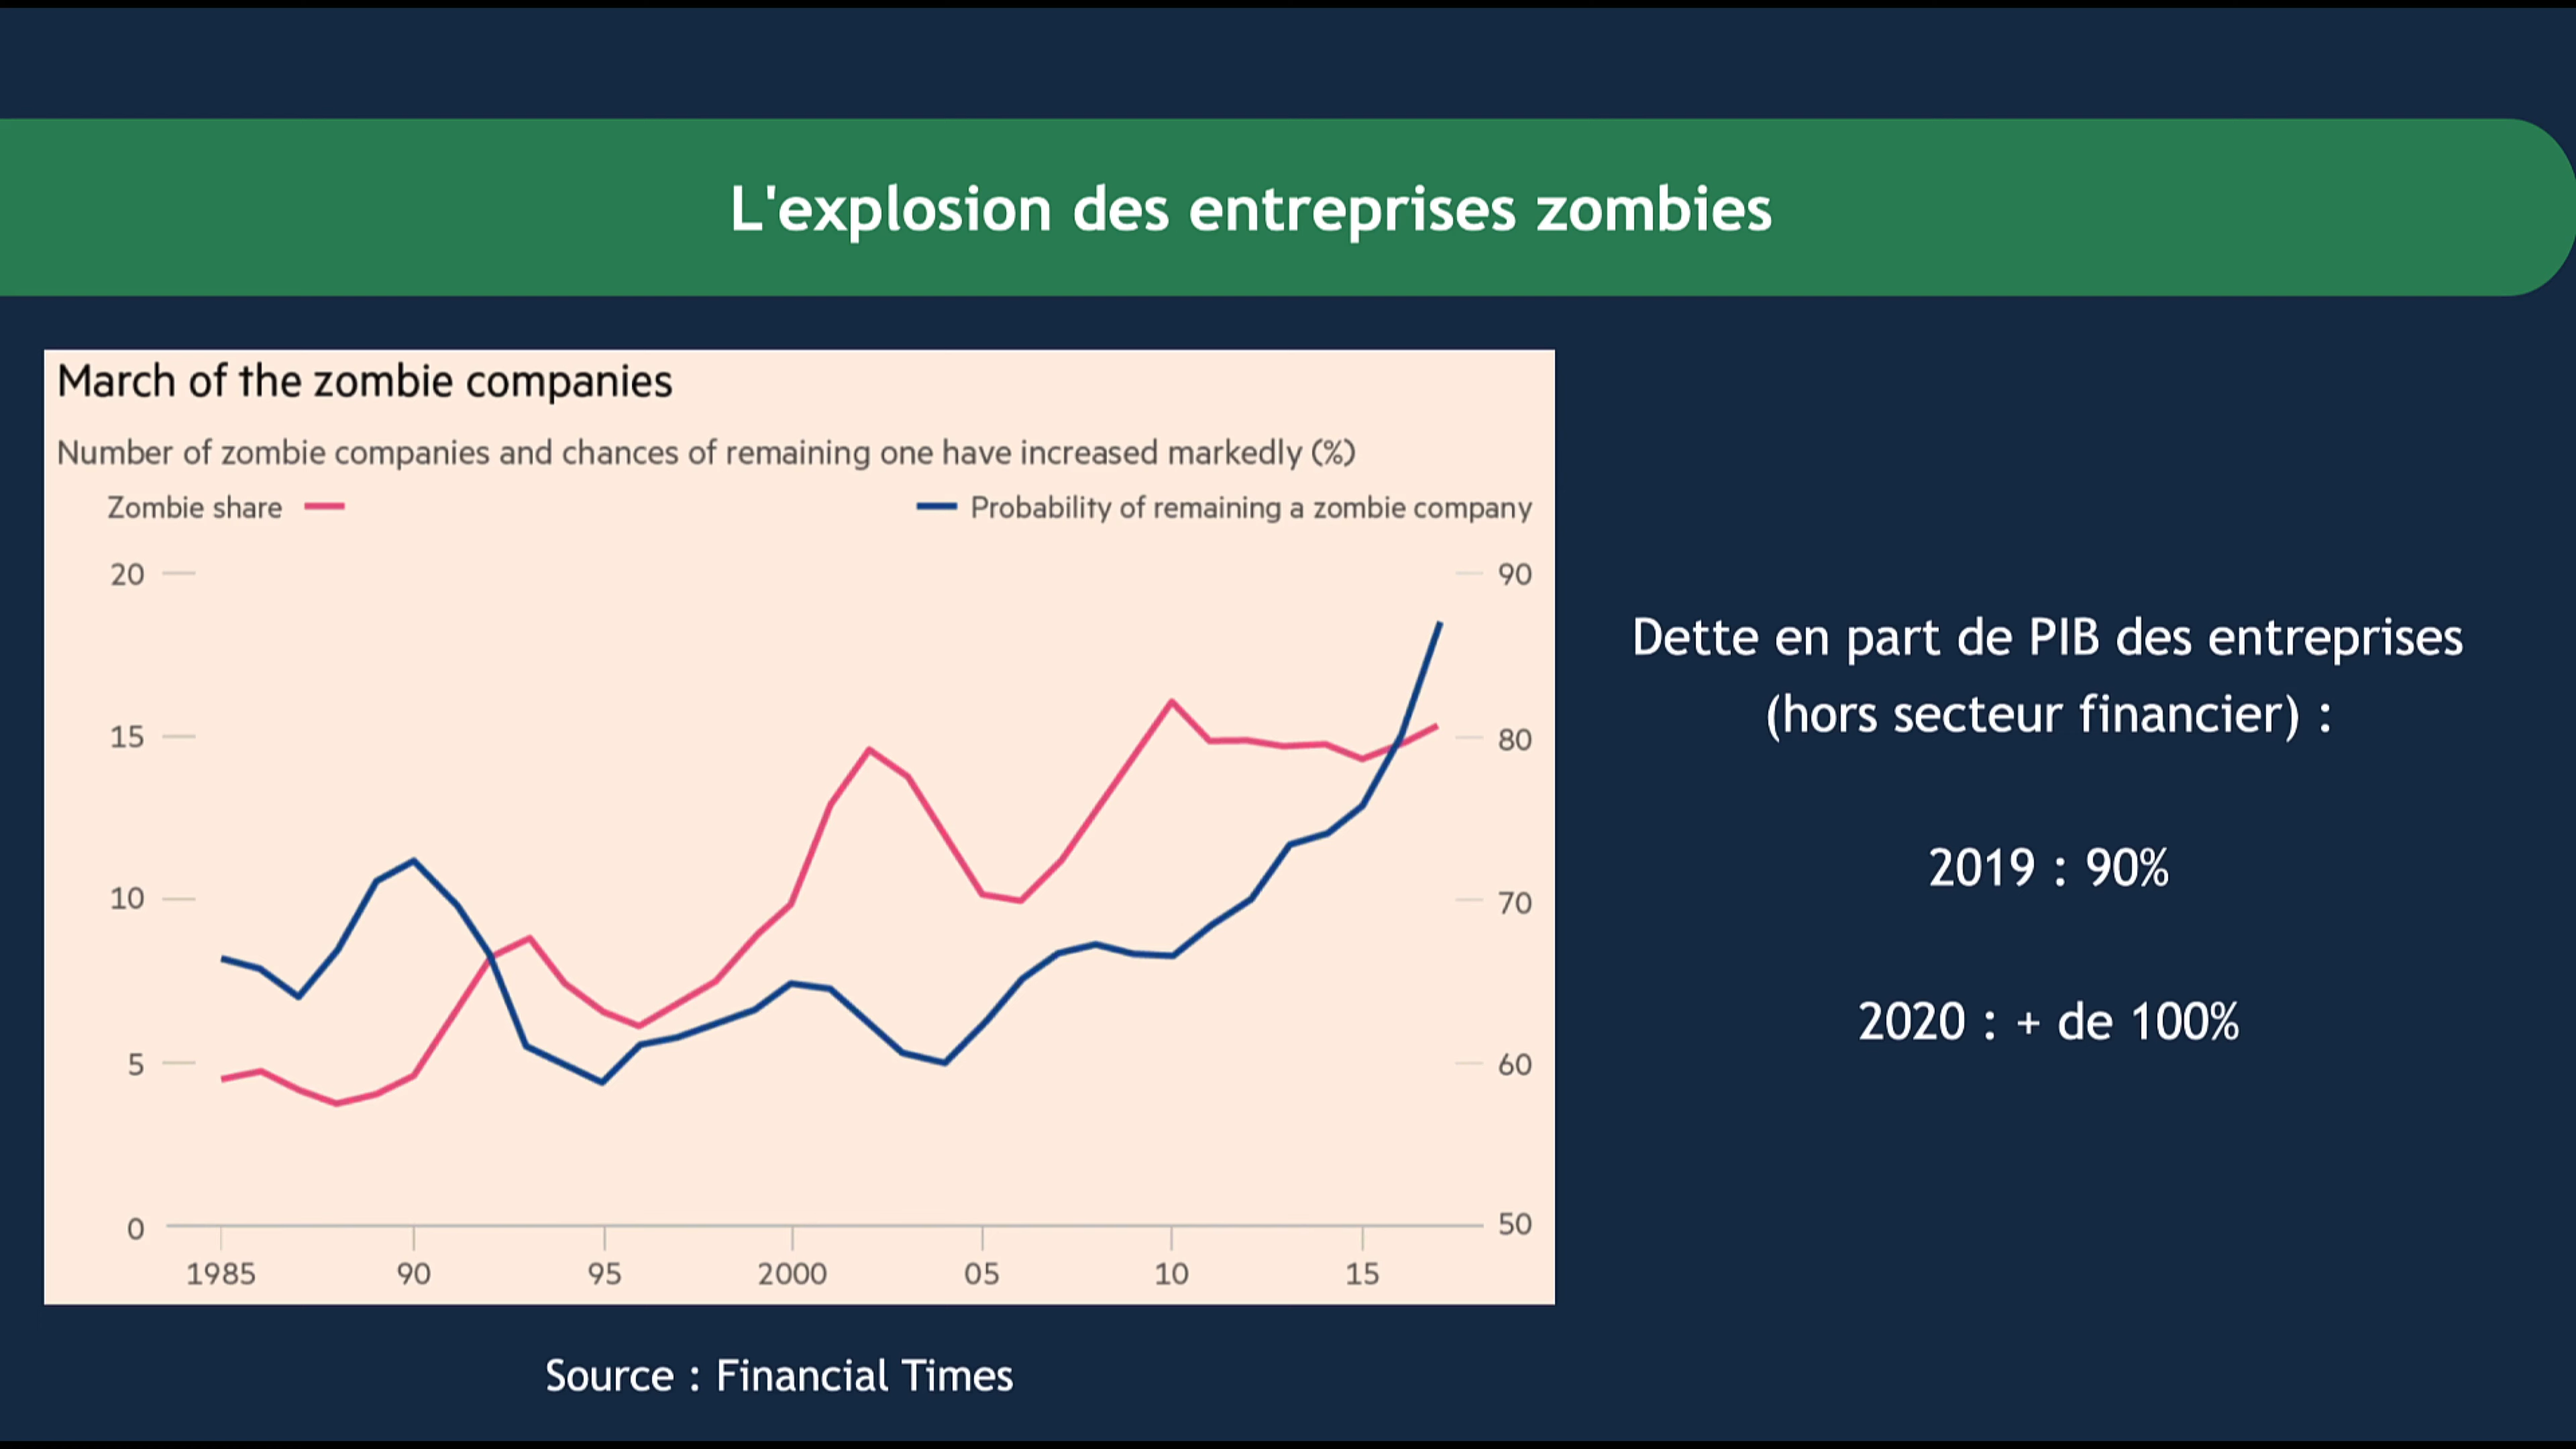 L'explosion des entreprises zombies
March of the zombie companies
Number of zombie companies and chances of remaining one have increased markedly (%)
Zombie share
Probability of remaining a zombie company
20
15
10
5
0
90
80
70
60
50
1985 90 95 2000 05 10 15
Source : Financial Times
Dette en part de PIB des entreprises
(hors secteur financier) :
2019 : 90%
2020 : + de 100%